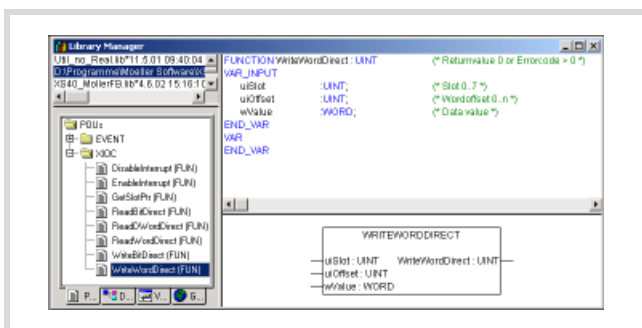 Library Manager
Util_no_Real.lib*11.5.01 09:40:04
D:\Programme\Moeller Software\X
XS40_MollerFB.lib*4.6.02 15:16:1
POUs
EVENT
XIOC
DisableInterrupt (FUN)
EnableInterrupt (FUN)
GetSlotPtr (FUN)
ReadBitDirect (FUN)
ReadDWordDirect (FUN)
ReadWordDirect (FUN)
WriteBitDirect (FUN)
WriteWordDirect (FUN)
P...
D...
V...
G...
FUNCTION WriteWordDirect : UINT (* Returnvalue 0 or Errorcode > 0 *)
VAR_INPUT
uiSlot :UINT; (* Slot 0..7 *)
uiOffset :UINT; (* Wordoffset 0..n *)
wValue :WORD; (* Data value *)
END_VAR
VAR
END_VAR
WRITEWORDDIRECT
uiSlot : UINT WriteWordDirect : UINT
uiOffset : UINT
wValue : WORD